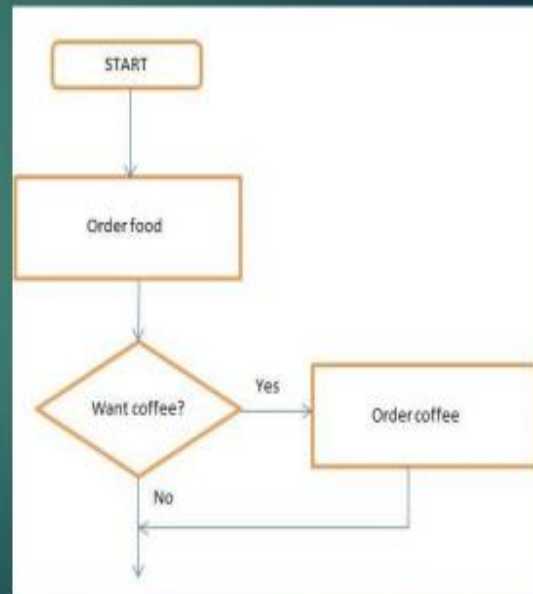 START
Order food
Want coffee?
Yes
Order coffee
No